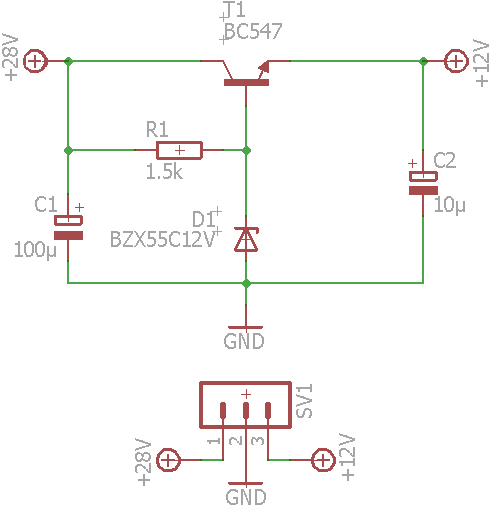 T1
BC547
+28V
+12V
R1
1.5k
C2
10µ
C1
100µ
D1
BZX55C12V
GND
SV1
1
2
3
+28V
+12V
GND